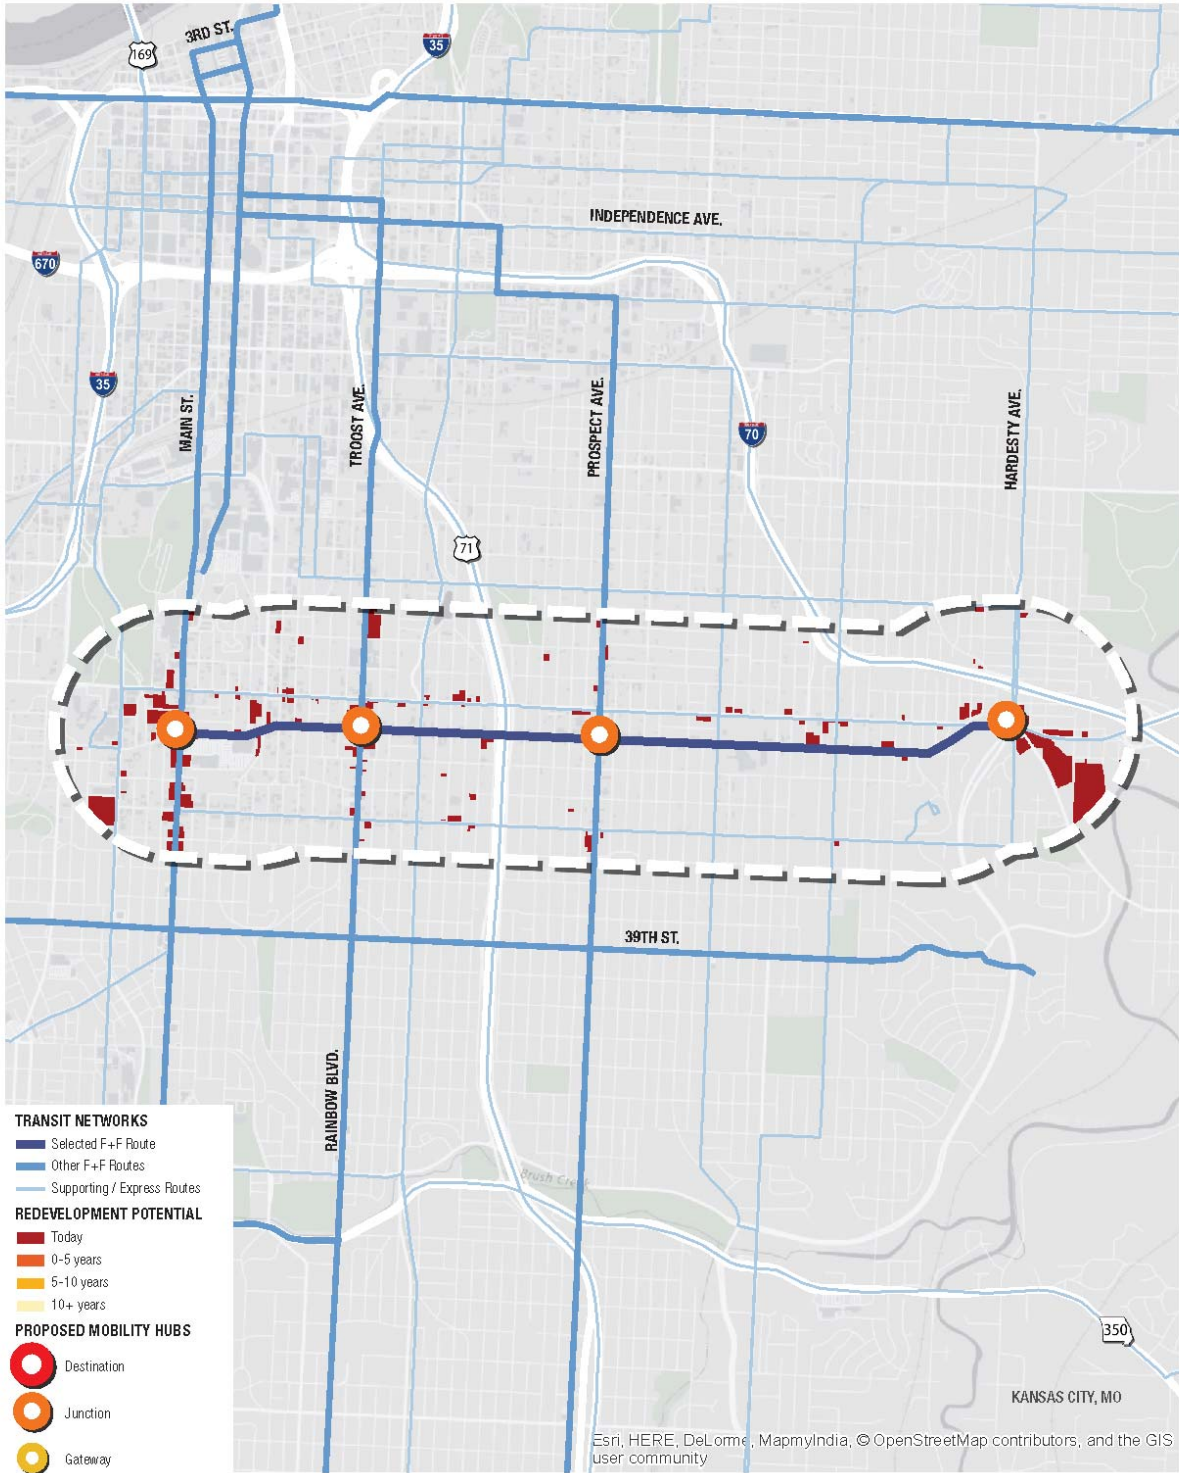 3RD ST.
169
35
INDEPENDENCE AVE.
670
35
MAIN ST.
TROOST AVE.
PROSPECT AVE.
HARDESTY AVE.
70
71
39TH ST.
RAINBOW BLVD.
TRANSIT NETWORKS
Selected F+F Route
Other F+F Routes
Supporting / Express Routes
REDEVELOPMENT POTENTIAL
Today
0-5 years
5-10 years
10+ years
PROPOSED MOBILITY HUBS
Destination
Junction
Gateway
Brush Creek
350
KANSAS CITY, MO
Esri, HERE, DeLorme, MapmyIndia, © OpenStreetMap contributors, and the GIS
user community